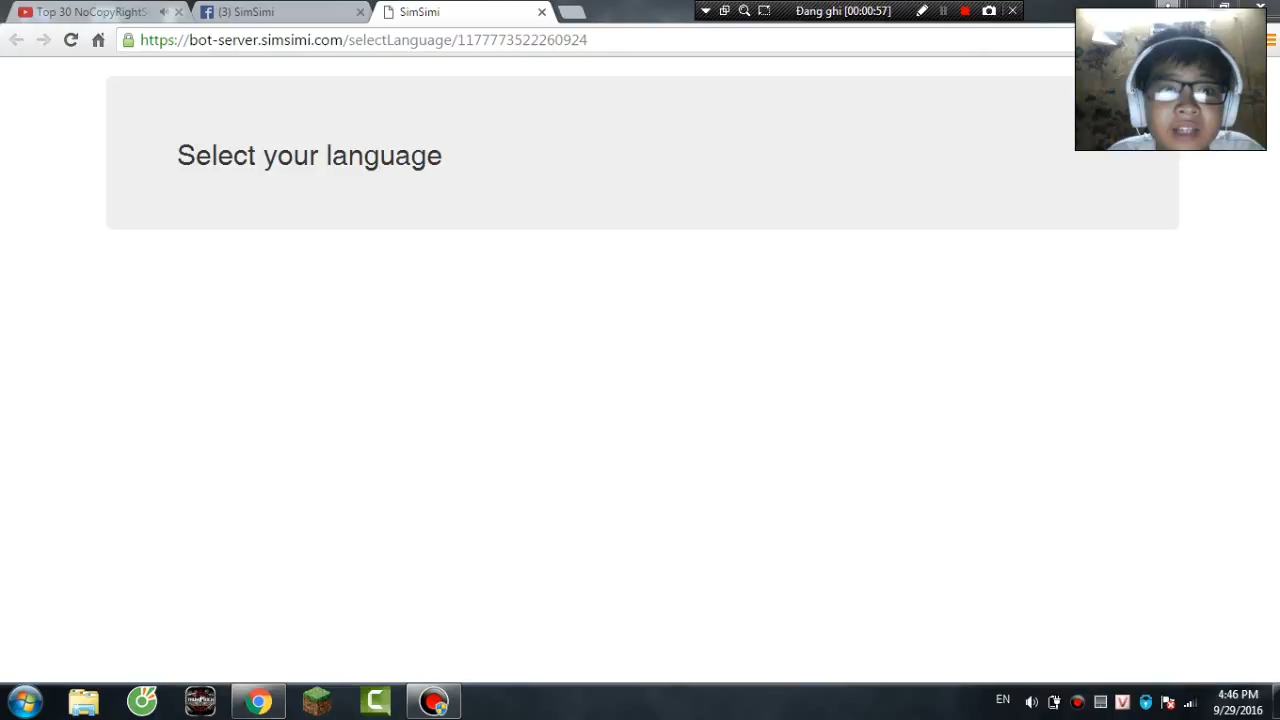 Top 30 NoCopyRightS
(3) SimSimi
SimSimi
Đang ghi [00:00:57]
https://bot-server.simsimi.com/selectLanguage/1177773522260924
Select your language
EN
4:46 PM
9/29/2016